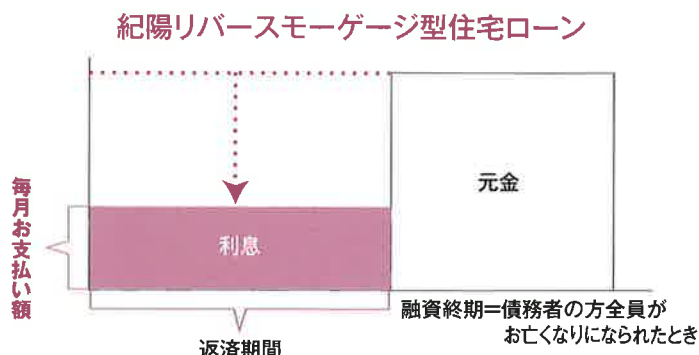 紀陽リバースモーゲージ型住宅ローン
元金
毎月お支払い額
利息
融資終期＝債務者の方全員が
お亡くなりになられたとき
返済期間